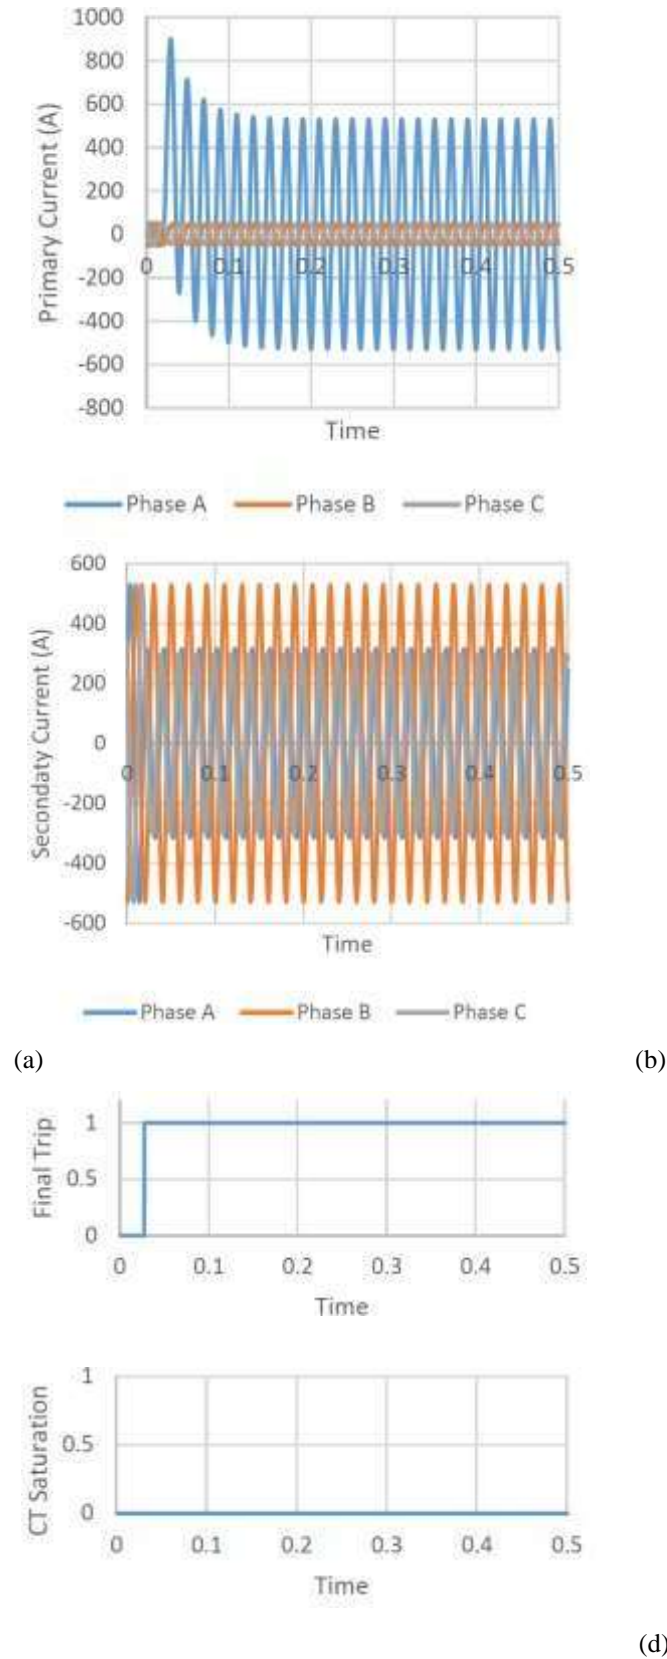 1000
800
600
400
200
0
-200
-400
-600
-800
Primary Current (A)
0 0.1 0.2 0.3 0.4 0.5
Time
Phase A Phase B Phase C
600
400
200
0
-200
-400
-600
Secondaty Current (A)
0 0.1 0.2 0.3 0.4 0.5
Time
Phase A Phase B Phase C
(a) (b)
1
0.5
0
Final Trip
0 0.1 0.2 0.3 0.4 0.5
Time
1
0.5
0
CT Saturation
0 0.1 0.2 0.3 0.4 0.5
Time
(d)